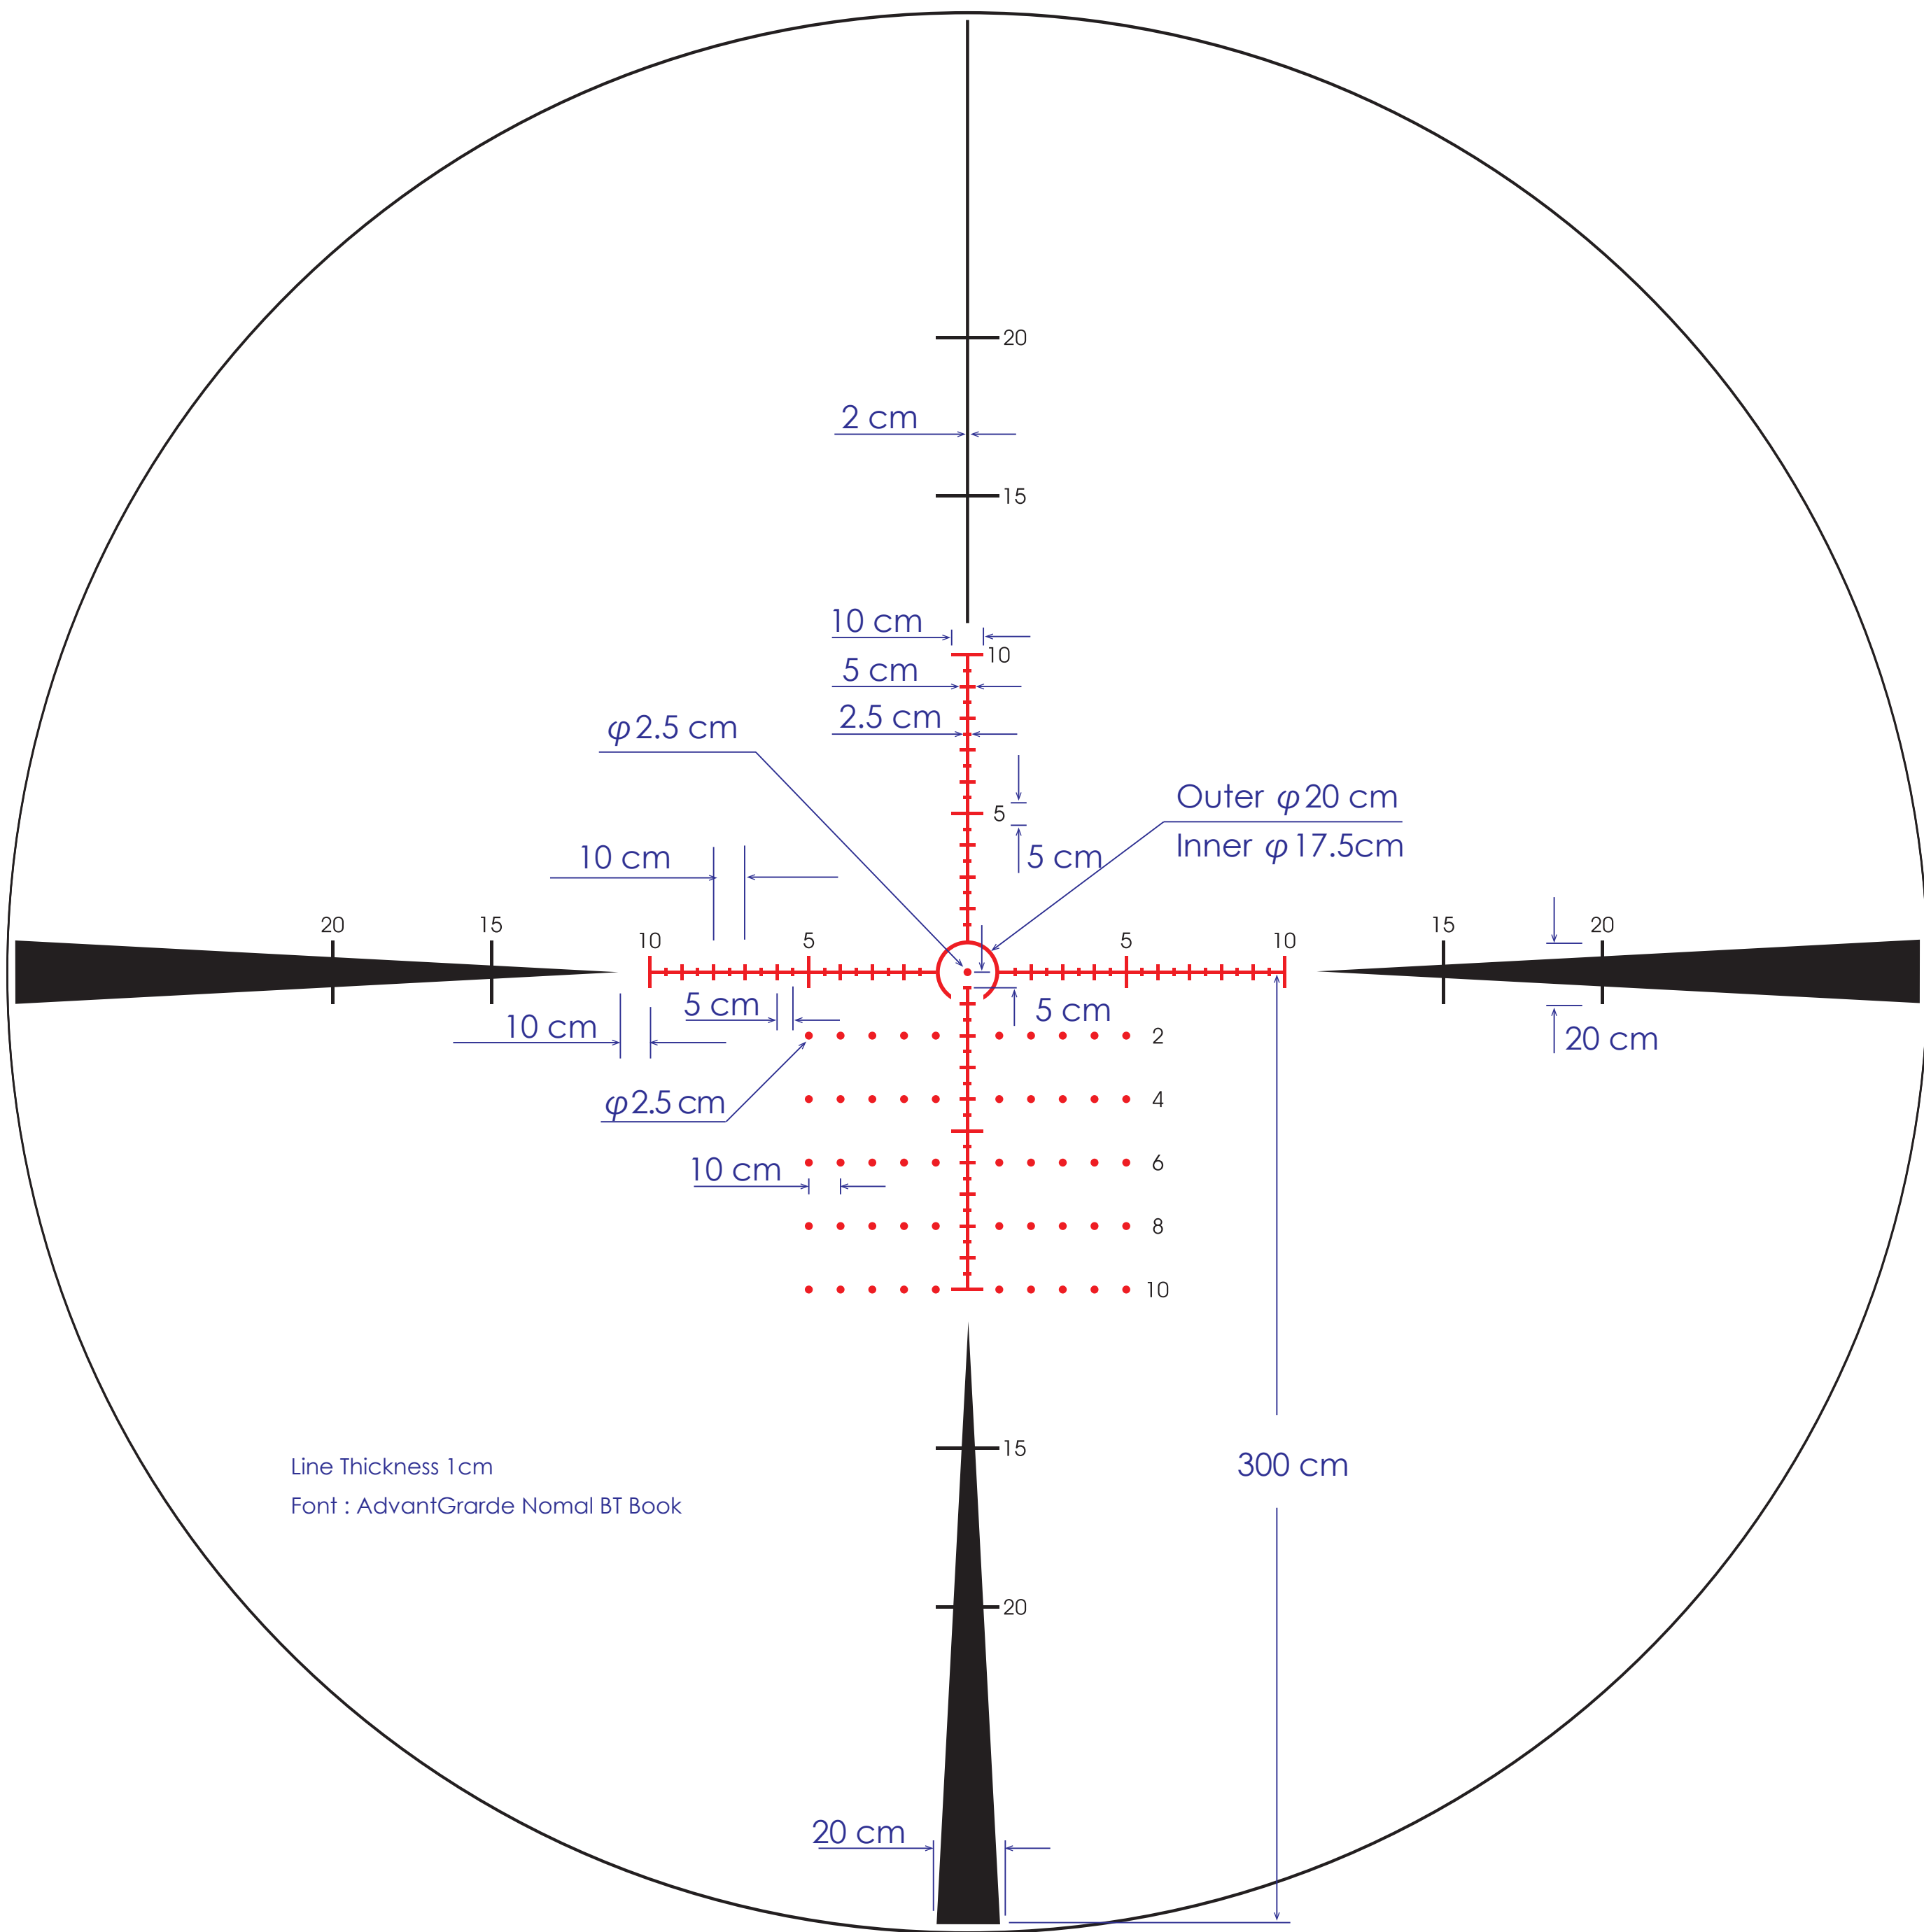 20
2 cm
15
10 cm
10
5 cm
2.5 cm
φ2.5 cm
5
Outer φ20 cm
Inner φ17.5cm
5 cm
10 cm
20
15
10
5
5
10
15
20
5 cm
10 cm
5 cm
20 cm
2
φ2.5 cm
4
10 cm
6
8
10
15
Line Thickness 1cm
300 cm
Font : AdvantGrarde Nomal BT Book
20
20 cm